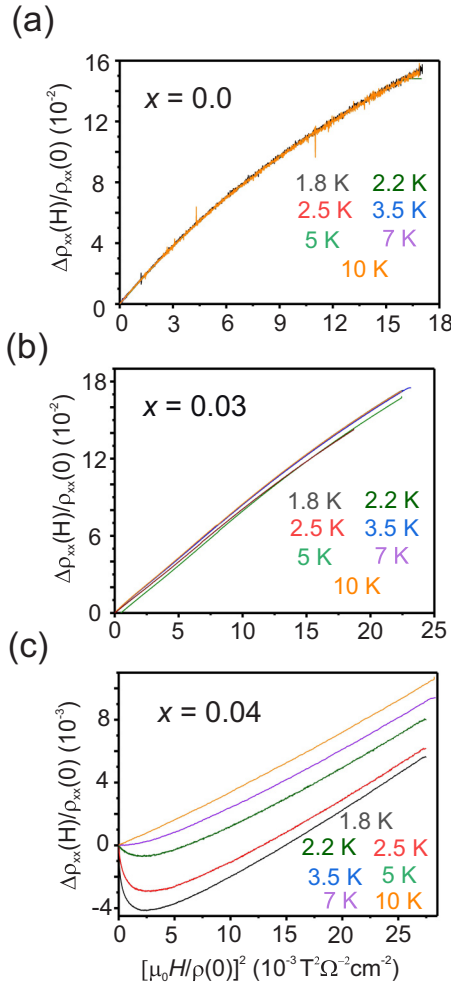 (a)
16
12
8
4
0
Δρxx(H)/ρxx(0) (10⁻²)
x = 0.0
1.8 K 2.2 K
2.5 K 3.5 K
5 K 7 K
10 K
0 3 6 9 12 15 18
(b)
18
12
6
0
Δρxx(H)/ρxx(0) (10⁻²)
x = 0.03
1.8 K 2.2 K
2.5 K 3.5 K
5 K 7 K
10 K
0 5 10 15 20 25
(c)
8
4
0
-4
Δρxx(H)/ρxx(0) (10⁻³)
x = 0.04
1.8 K
2.2 K 2.5 K
3.5 K 5 K
7 K 10 K
0 5 10 15 20 25
[μ₀H/ρ(0)]² (10⁻³ T²Ω⁻²cm⁻²)